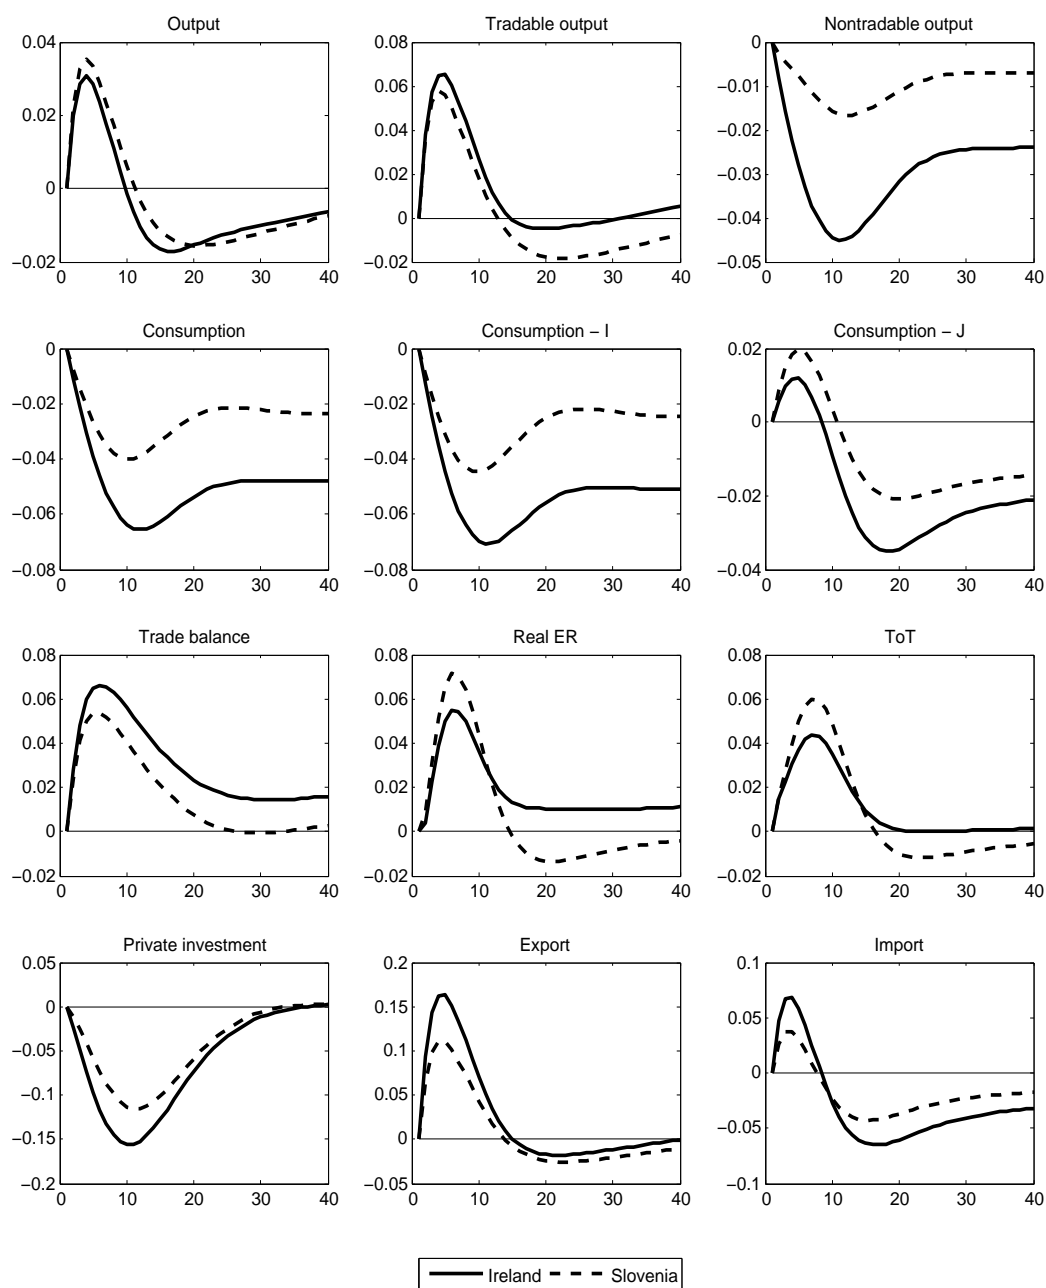 Output
Tradable output
Nontradable output
0.04
0.02
0
−0.02
0 10 20 30 40
0.08
0.06
0.04
0.02
0
−0.02
0 10 20 30 40
0
−0.01
−0.02
−0.03
−0.04
−0.05
0 10 20 30 40
Consumption
Consumption − I
Consumption − J
0
−0.02
−0.04
−0.06
−0.08
0 10 20 30 40
0
−0.02
−0.04
−0.06
−0.08
0 10 20 30 40
0.02
0
−0.02
−0.04
0 10 20 30 40
Trade balance
Real ER
ToT
0.08
0.06
0.04
0.02
0
−0.02
0 10 20 30 40
0.08
0.06
0.04
0.02
0
−0.02
0 10 20 30 40
0.08
0.06
0.04
0.02
0
−0.02
0 10 20 30 40
Private investment
Export
Import
0.05
0
−0.05
−0.1
−0.15
−0.2
0 10 20 30 40
0.2
0.15
0.1
0.05
0
−0.05
0 10 20 30 40
0.1
0.05
0
−0.05
−0.1
0 10 20 30 40
Ireland Slovenia